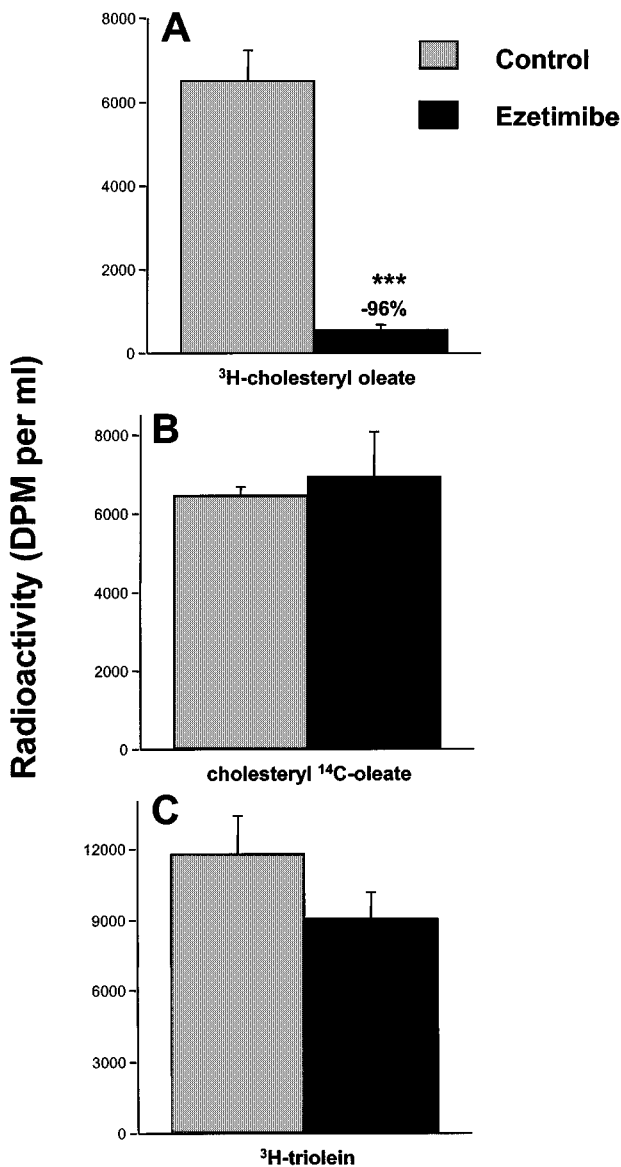 A
8000
6000
4000
2000
0
Control
Ezetimibe
***
-96%
³H-cholesteryl oleate
Radioactivity (DPM per ml)
B
8000
6000
4000
2000
0
cholesteryl ¹⁴C-oleate
C
12000
9000
6000
3000
0
³H-triolein